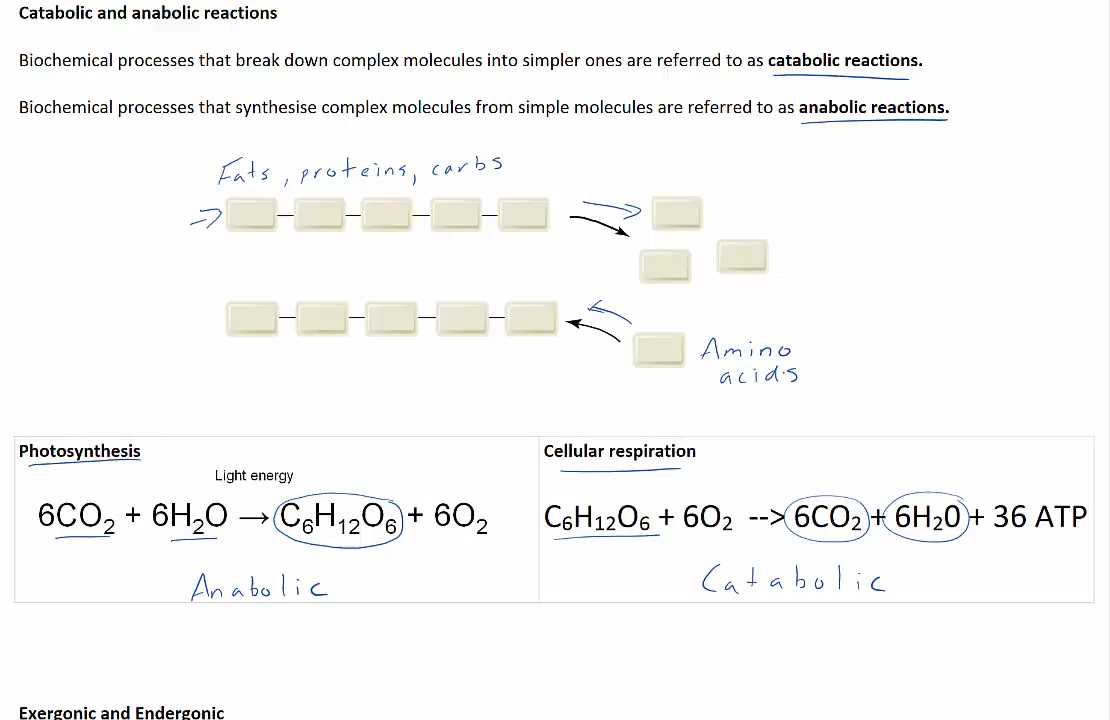 Catabolic and anabolic reactions
Biochemical processes that break down complex molecules into simpler ones are referred to as catabolic reactions.
Biochemical processes that synthesise complex molecules from simple molecules are referred to as anabolic reactions.
Fats, proteins, carbs
Amino
acids
Photosynthesis
Light energy
6CO₂ + 6H₂O → C₆H₁₂O₆ + 6O₂
Anabolic
Cellular respiration
C₆H₁₂O₆ + 6O₂ --> 6CO₂ + 6H₂0 + 36 ATP
Catabolic
Exergonic and Endergonic